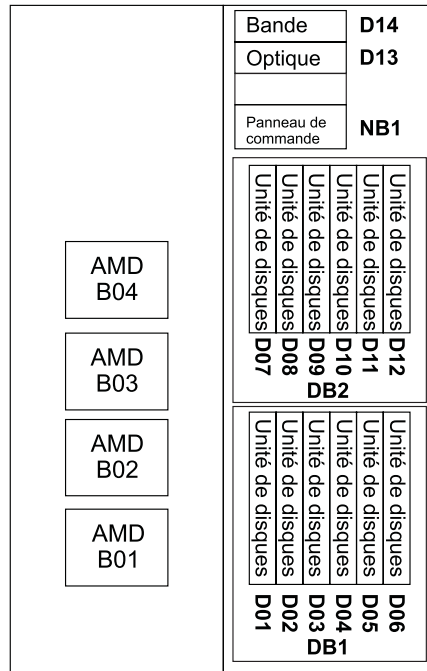 Bande D14
Optique D13
Panneau de
commande NB1
Unité de disques D07
Unité de disques D08
Unité de disques D09
Unité de disques D10
Unité de disques D11
Unité de disques D12
DB2
AMD
B04
AMD
B03
AMD
B02
AMD
B01
Unité de disques D01
Unité de disques D02
Unité de disques D03
Unité de disques D04
Unité de disques D05
Unité de disques D06
DB1